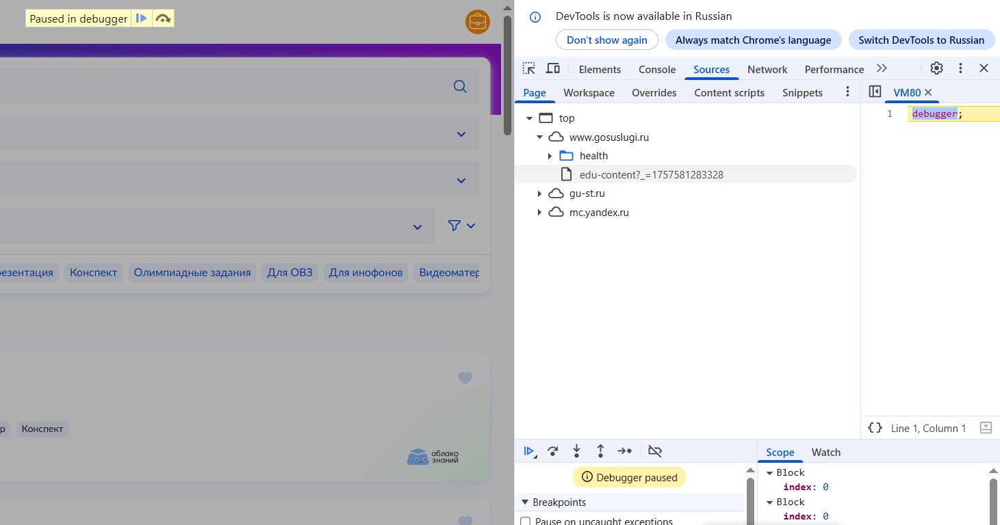 Paused in debugger
Конспект
Олимпиадные задания
Для ОВЗ
Для инофонов
Конспект
облако
знаний
DevTools is now available in Russian
Don't show again
Always match Chrome's language
Switch DevTools to Russian
Elements
Console
Sources
Network
Performance
Page
Workspace
Overrides
Content scripts
Snippets
VM80
top
www.gosuslugi.ru
health
edu-content?_=1757581283328
gu-st.ru
mc.yandex.ru
1 debugger;
{} Line 1, Column 1
Debugger paused
Breakpoints
Pause on uncaught exceptions
Scope
Watch
Block
index: 0
Block
index: 0